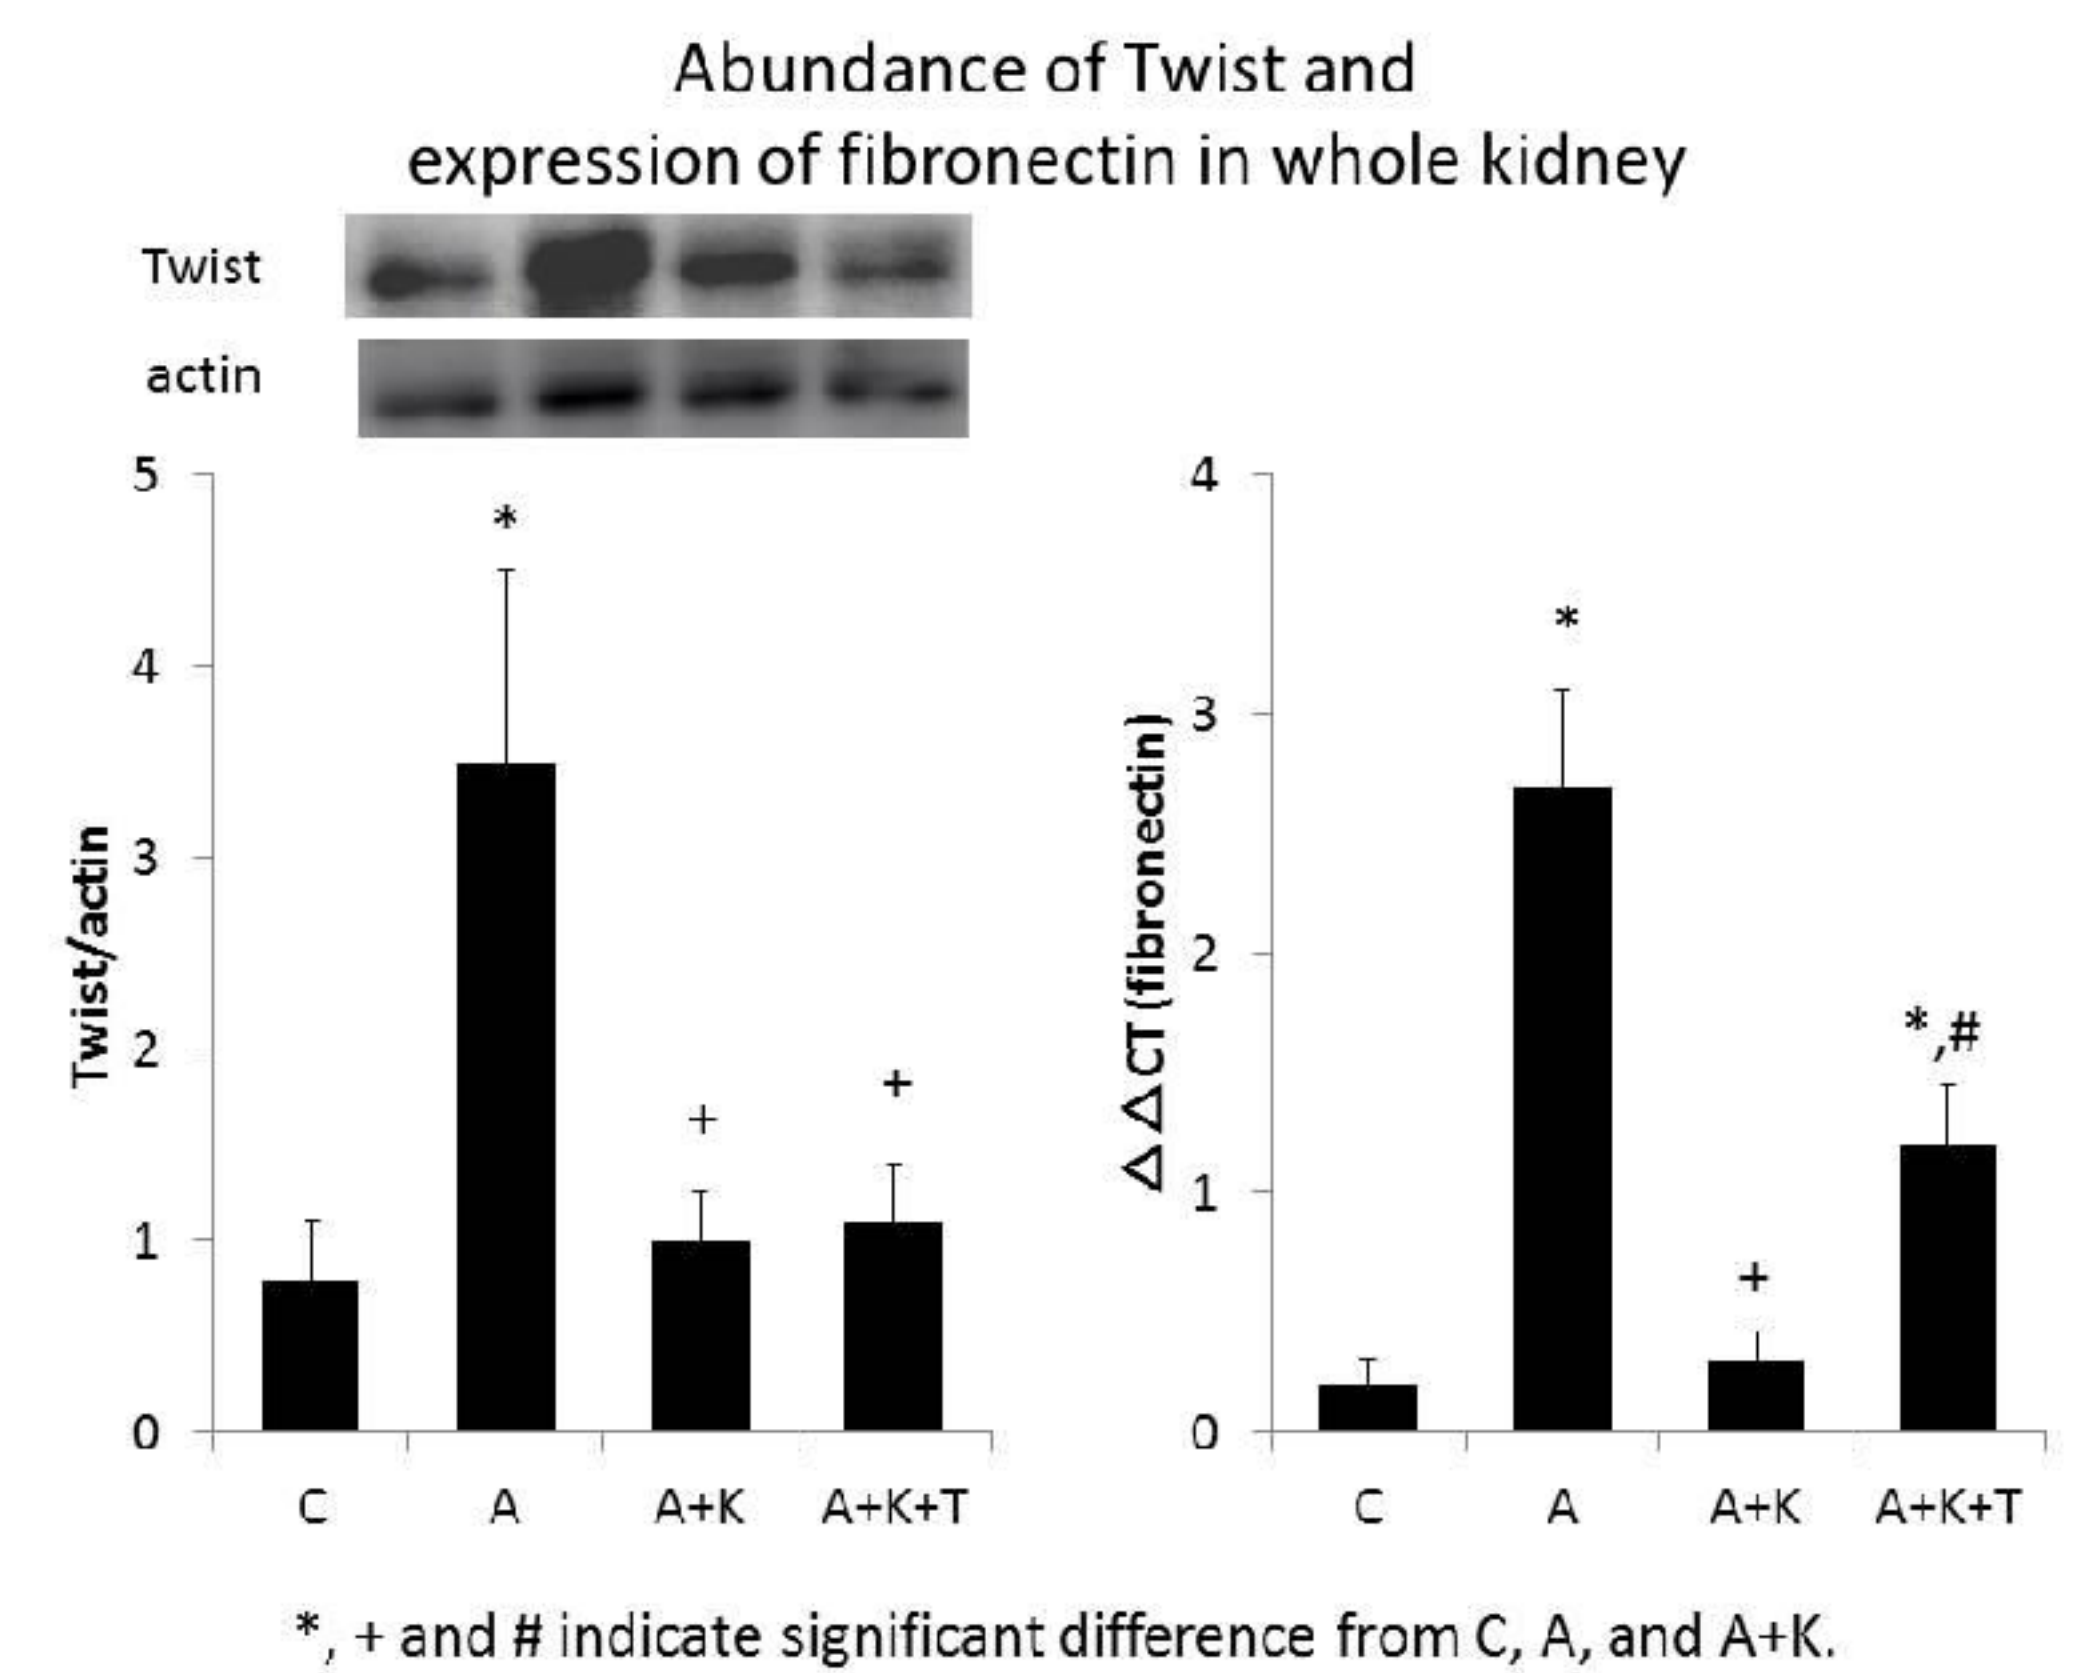 Abundance of Twist and
expression of fibronectin in whole kidney
Twist
actin
Twist/actin
5
4
3
2
1
0
*
+
+
C A A+K A+K+T
△△CT (fibronectin)
4
3
2
1
0
*
+
*,#
C A A+K A+K+T
*, + and # indicate significant difference from C, A, and A+K.